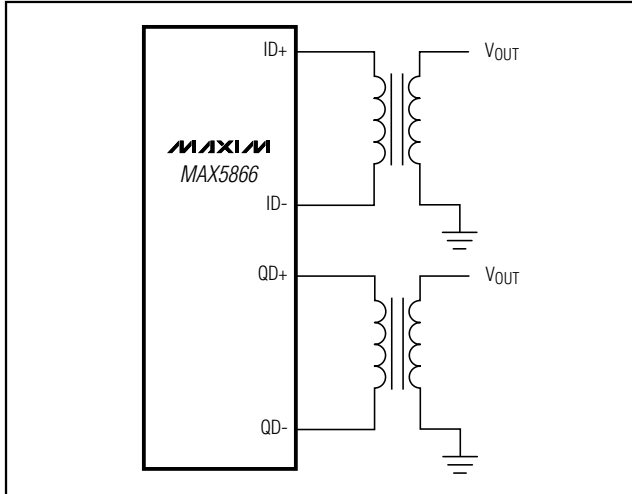 ID+
VOUT
MAXIM
MAX5866
ID-
QD+
VOUT
QD-